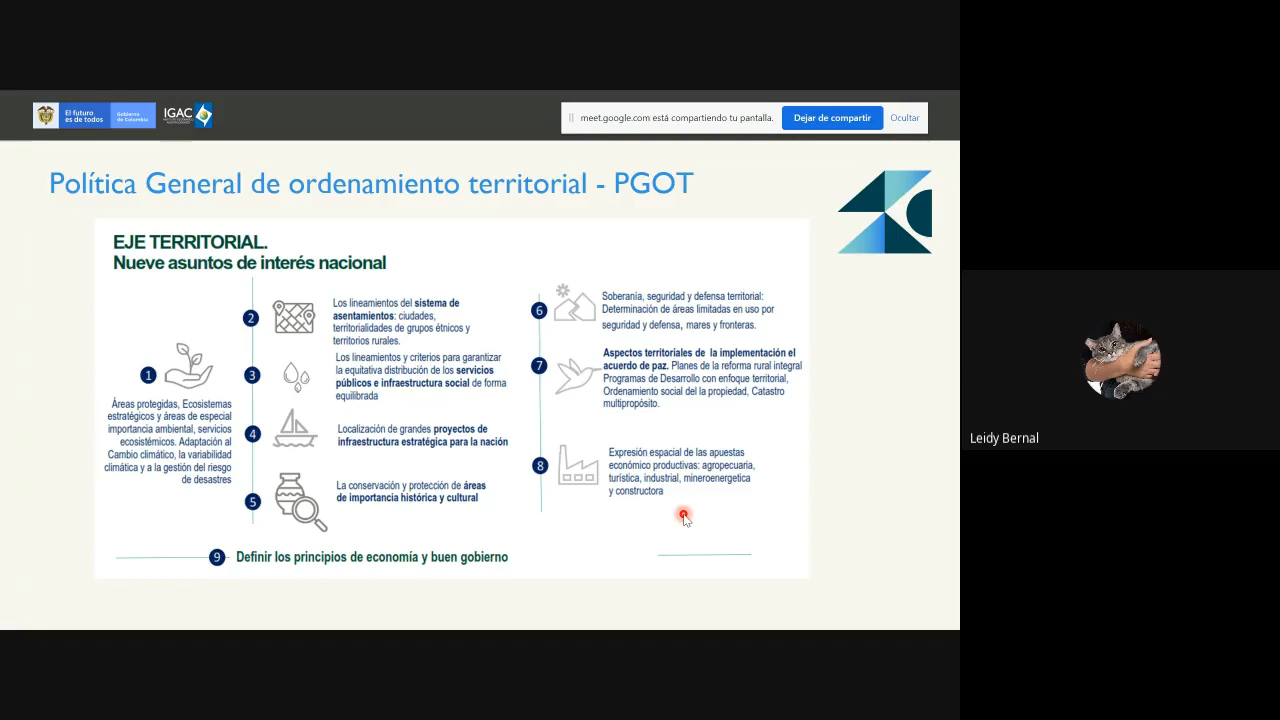 El futuro
es de todos
Gobierno
de Colombia
IGAC
meet.google.com está compartiendo tu pantalla.
Dejar de compartir
Ocultar
Política General de ordenamiento territorial - PGOT
EJE TERRITORIAL.
Nueve asuntos de interés nacional
1
Áreas protegidas, Ecosistemas
estratégicos y áreas de especial
importancia ambiental, servicios
ecosistémicos. Adaptación al
Cambio climático, la variabilidad
climática y a la gestión del riesgo
de desastres
2
Los lineamientos del sistema de
asentamientos: ciudades,
territorialidades de grupos étnicos y
territorios rurales.
3
Los lineamientos y criterios para garantizar
la equitativa distribución de los servicios
públicos e infraestructura social de forma
equilibrada
4
Localización de grandes proyectos de
infraestructura estratégica para la nación
5
La conservación y protección de áreas
de importancia histórica y cultural
6
Soberanía, seguridad y defensa territorial:
Determinación de áreas limitadas en uso por
seguridad y defensa, mares y fronteras.
7
Aspectos territoriales de la implementación el
acuerdo de paz. Planes de la reforma rural integral
Programas de Desarrollo con enfoque territorial,
Ordenamiento social del la propiedad, Catastro
multipropósito.
8
Expresión espacial de las apuestas
económico productivas: agropecuaria,
turística, industrial, mineroenergetica
y constructora
9
Definir los principios de economía y buen gobierno
Leidy Bernal